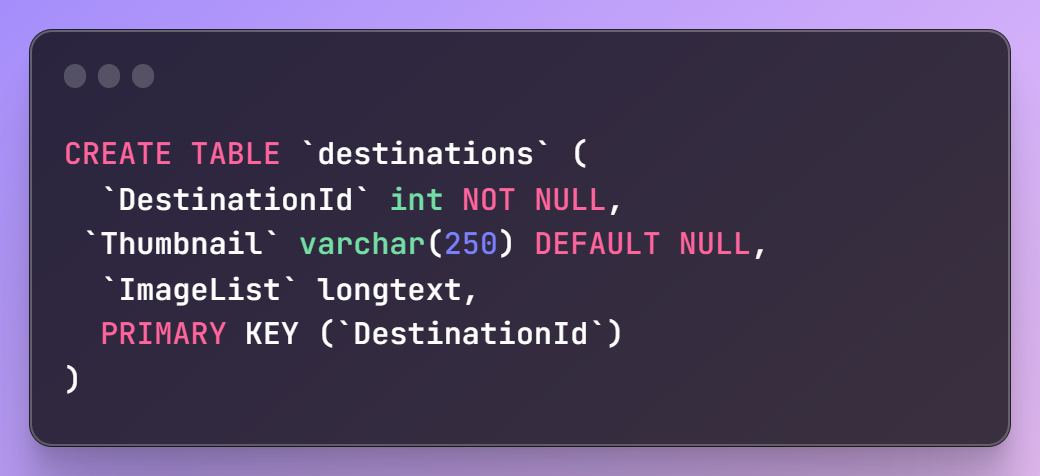 CREATE TABLE `destinations` (
  `DestinationId` int NOT NULL,
 `Thumbnail` varchar(250) DEFAULT NULL,
  `ImageList` longtext,
  PRIMARY KEY (`DestinationId`)
)